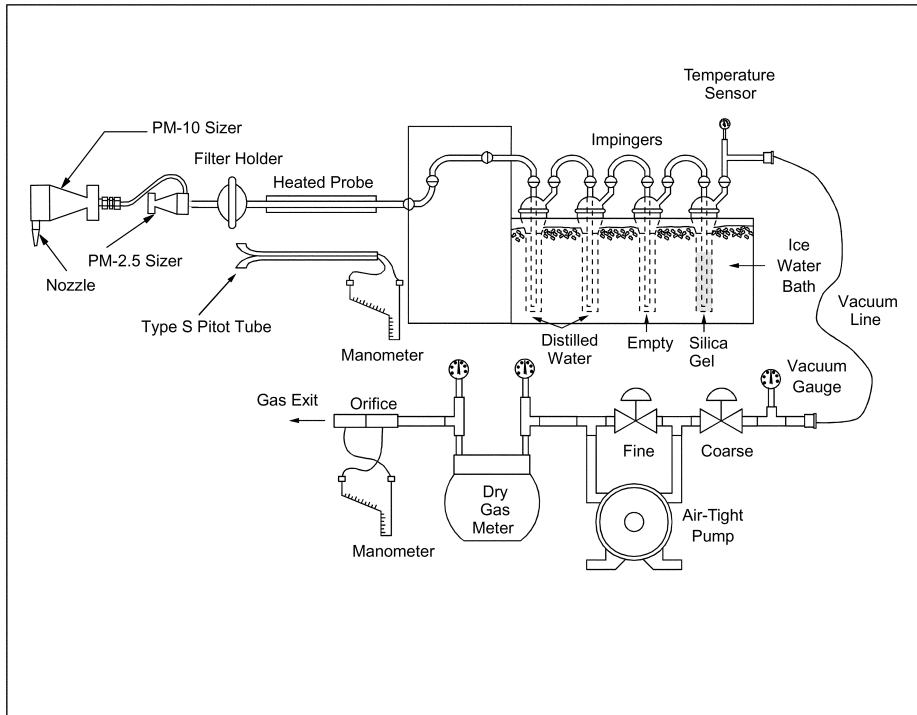 Temperature
Sensor
PM-10 Sizer
Impingers
Filter Holder
Heated Probe
Nozzle
PM-2.5 Sizer
Ice
Water
Bath
Type S Pitot Tube
Vacuum
Line
Distilled
Water
Empty
Silica
Gel
Manometer
Vacuum
Gauge
Gas Exit
Orifice
Fine
Coarse
Dry
Gas
Meter
Air-Tight
Pump
Manometer